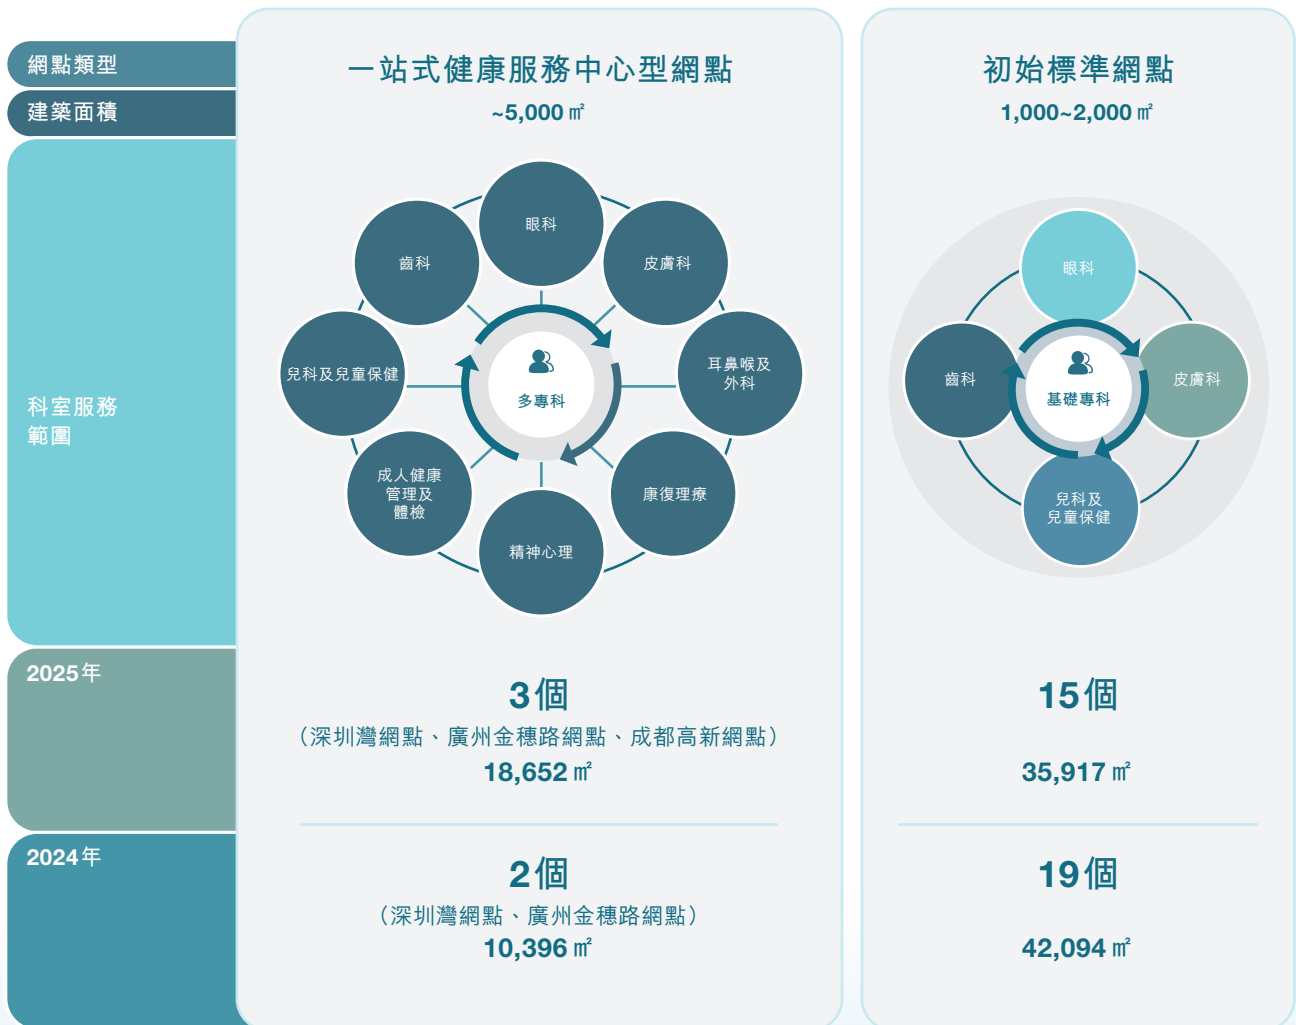 網點類型
建築面積
科室服務
範圍
2025年
2024年
一站式健康服務中心型網點
~5,000㎡
眼科
皮膚科
耳鼻喉及
外科
康復理療
精神心理
成人健康
管理及
體檢
兒科及兒童保健
齒科
多專科
3個
（深圳灣網點、廣州金穗路網點、成都高新網點）
18,652㎡
2個
（深圳灣網點、廣州金穗路網點）
10,396㎡
初始標準網點
1,000~2,000㎡
眼科
皮膚科
兒科及
兒童保健
齒科
基礎專科
15個
35,917㎡
19個
42,094㎡